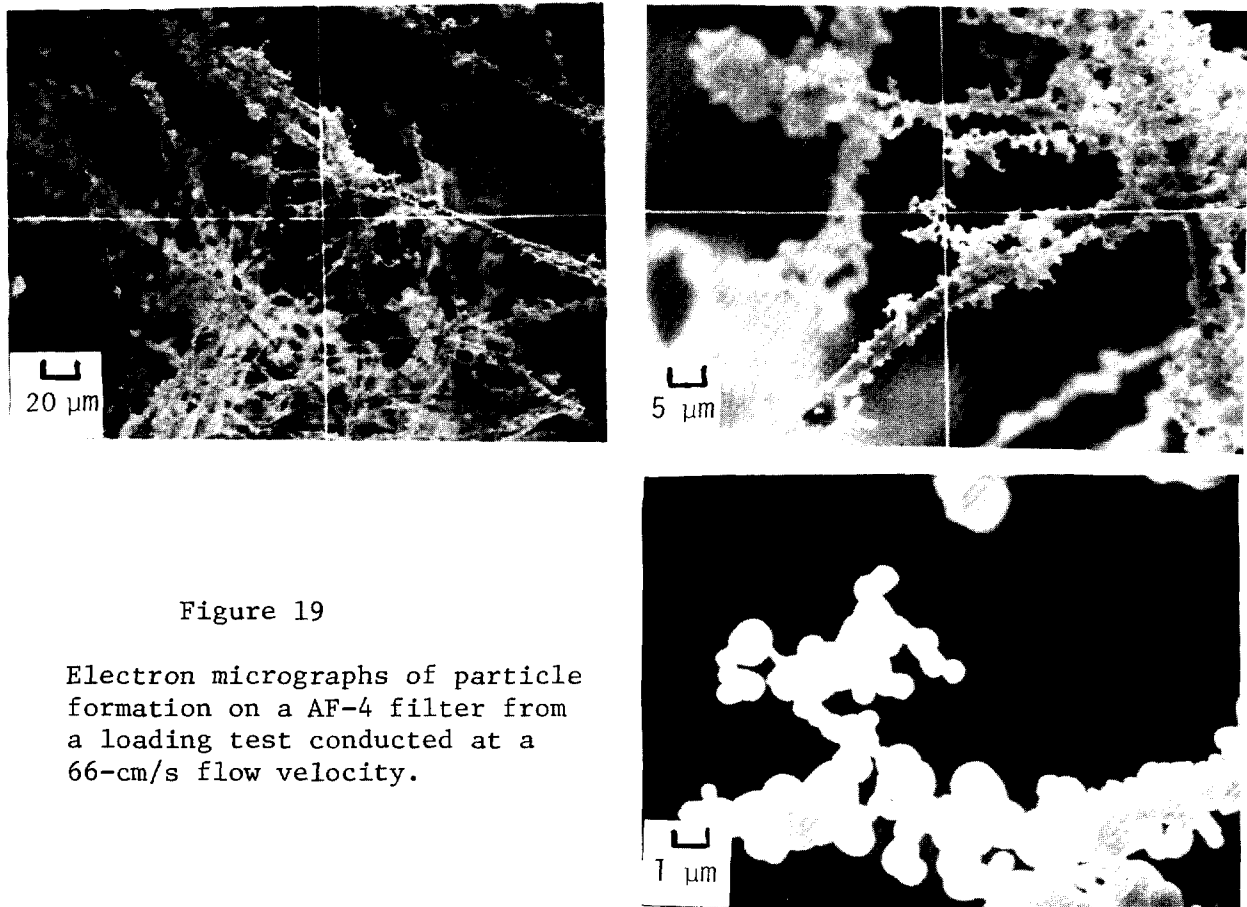 20 μm
5 μm
Figure 19
Electron micrographs of particle
formation on a AF-4 filter from
a loading test conducted at a
66-cm/s flow velocity.
1 μm